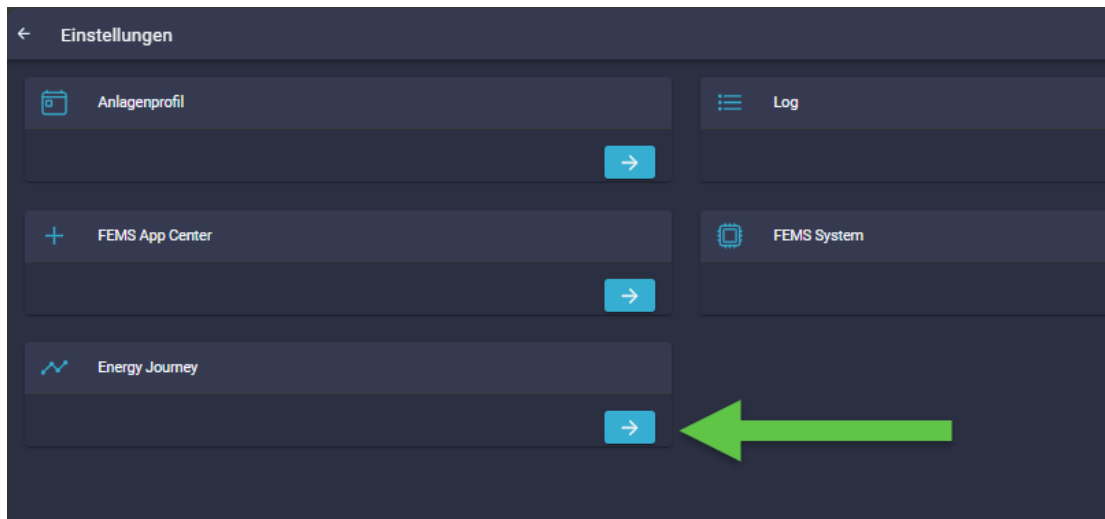 Einstellungen
Anlagenprofil
Log
FEMS App Center
FEMS System
Energy Journey